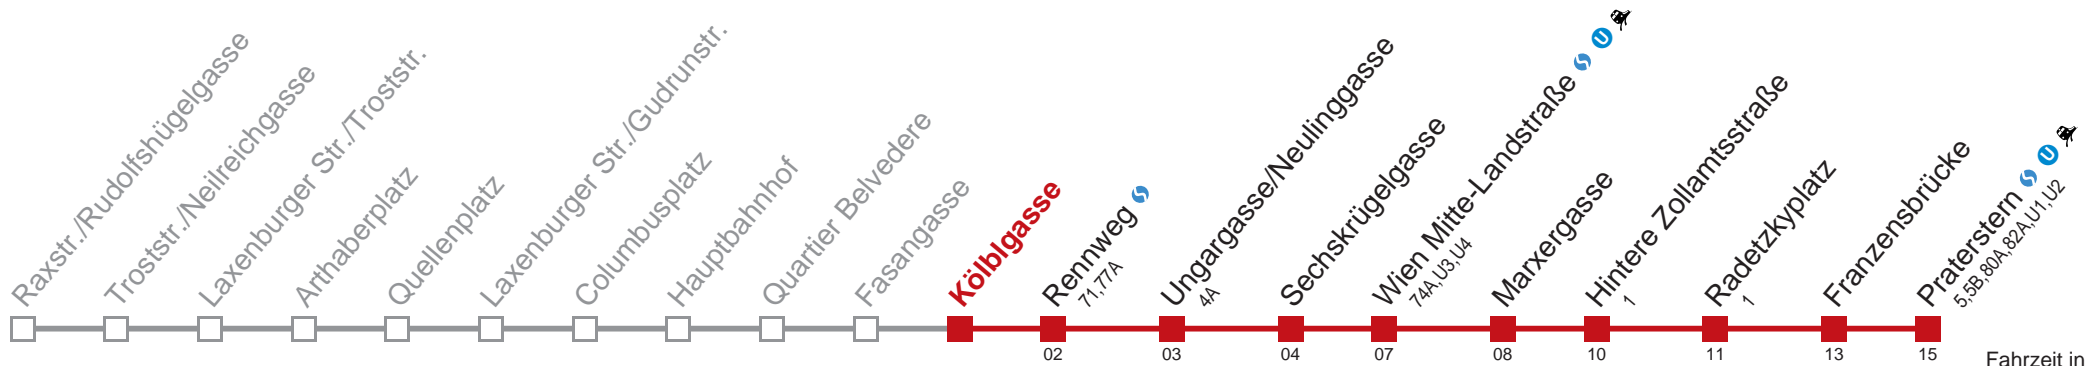 Raxstr./Rudolfshügelgasse
Troststr./Neilreichgasse
Laxenburger Str./Troststr.
Arthaberplatz
Quellenplatz
Laxenburger Str./Gudrunstr.
Columbusplatz
Hauptbahnhof
Quartier Belvedere
Fasangasse
Kölblgasse
Rennweg
71,77A
Ungargasse/Neulinggasse
4A
Sechskrügelgasse
Wien Mitte-Landstraße U
74A,U3,U4
Marxergasse
Hintere Zollamtsstraße
1
Radetzkyplatz
1
Franzensbrücke
Praterstern U
5,5B,80A,82A,U1,U2
02 03 04 07 08 10 11 13 15
Fahrzeit in